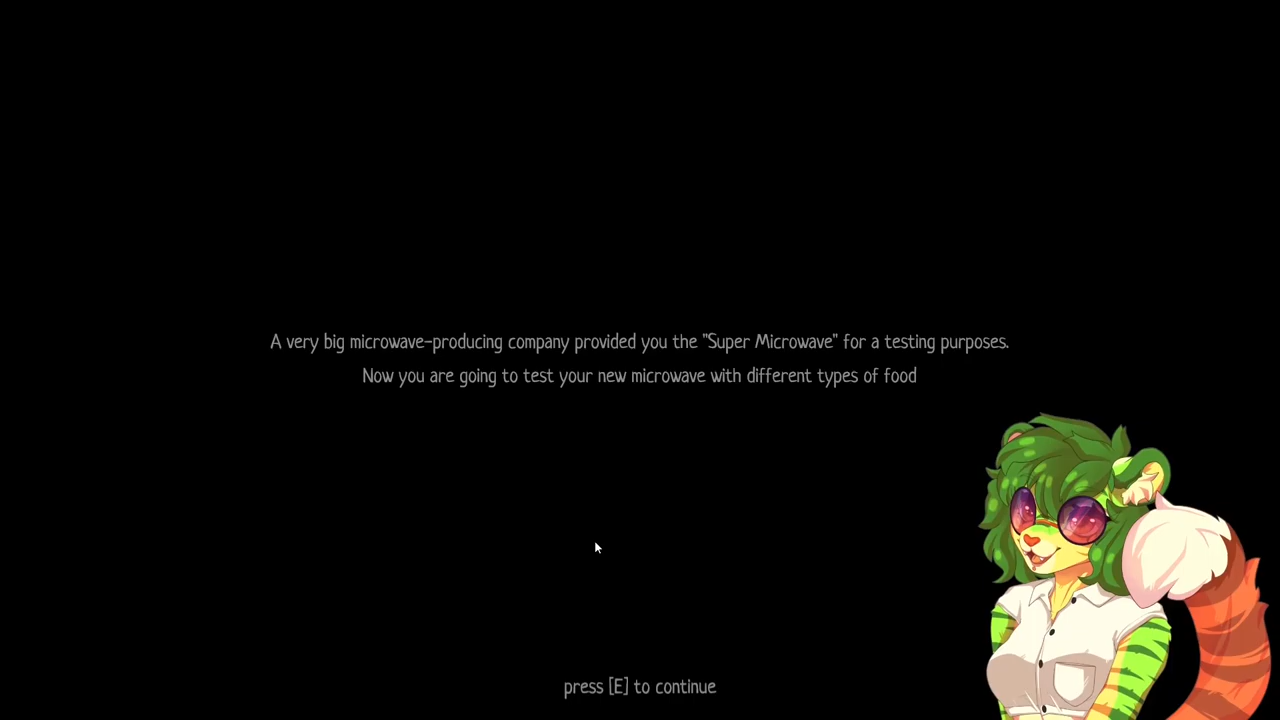 A very big microwave-producing company provided you the "Super Microwave" for a testing purposes.
Now you are going to test your new microwave with different types of food
press [E] to continue